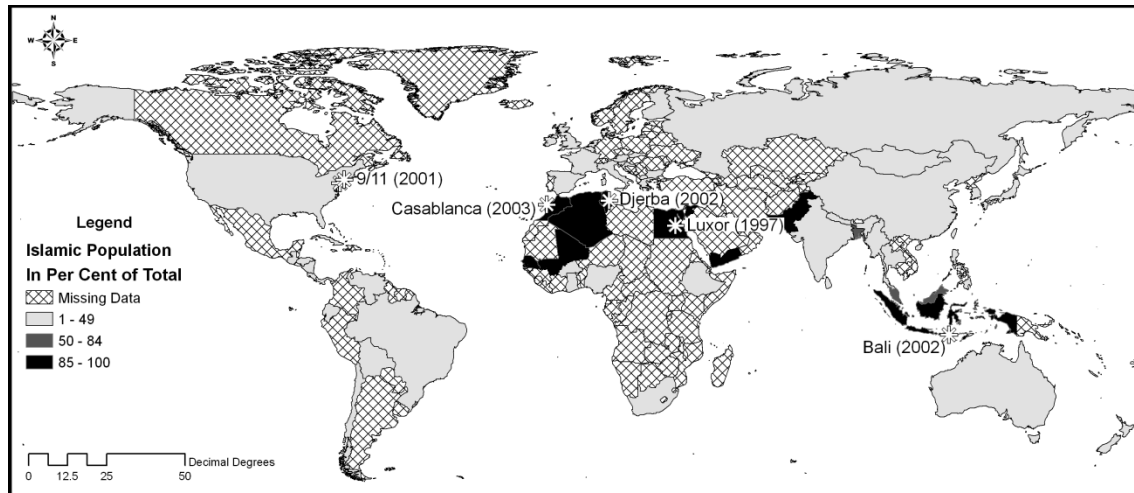 N
W E
S
9/11 (2001)
Casablanca (2003)
Djerba (2002)
Luxor (1997)
Bali (2002)
Legend
Islamic Population
In Per Cent of Total
Missing Data
1 - 49
50 - 84
85 - 100
Decimal Degrees
0 12.5 25 50